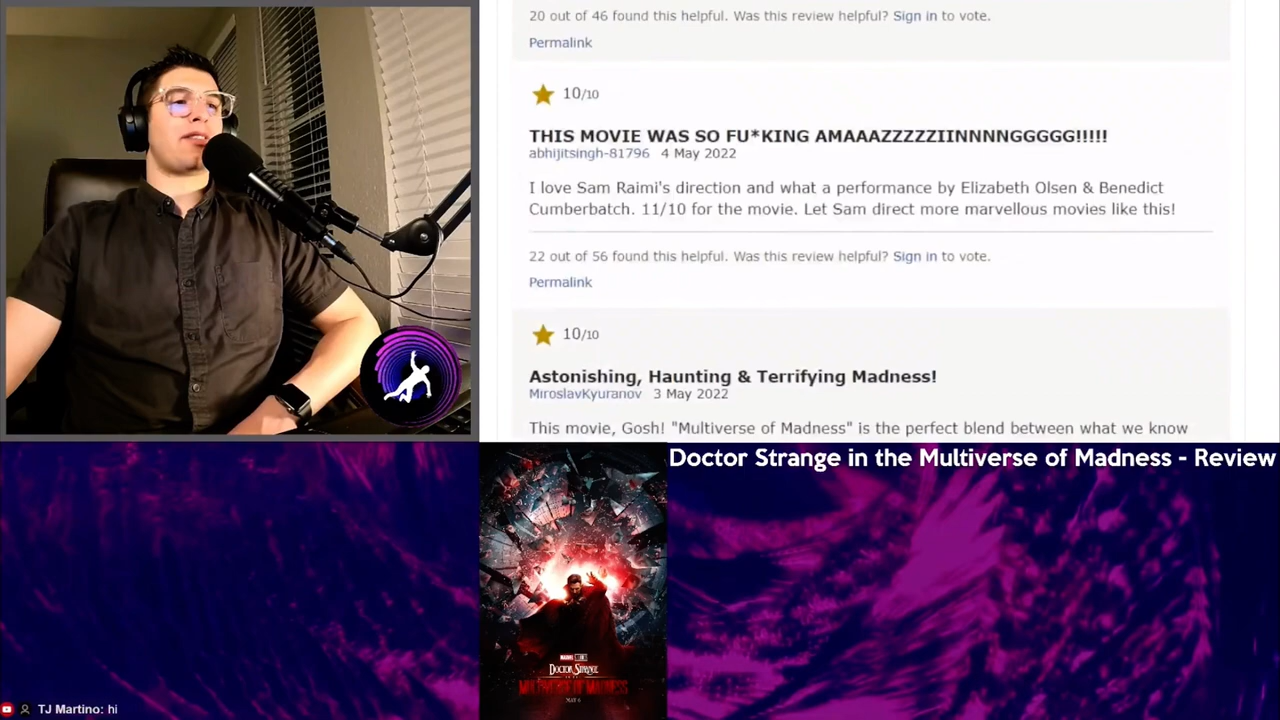 20 out of 46 found this helpful. Was this review helpful? Sign in to vote.
Permalink
10/10
THIS MOVIE WAS SO FU*KING AMAAAZZZZZIINNNNGGGGG!!!!!
abhijitsingh-81796 4 May 2022
I love Sam Raimi's direction and what a performance by Elizabeth Olsen & Benedict
Cumberbatch. 11/10 for the movie. Let Sam direct more marvellous movies like this!
22 out of 56 found this helpful. Was this review helpful? Sign in to vote.
Permalink
10/10
Astonishing, Haunting & Terrifying Madness!
MiroslavKyuranov 3 May 2022
This movie, Gosh! "Multiverse of Madness" is the perfect blend between what we know
Doctor Strange in the Multiverse of Madness - Review
MARVEL
DOCTOR STRANGE
MULTIVERSE OF MADNESS
MAY 6
TJ Martino: hi